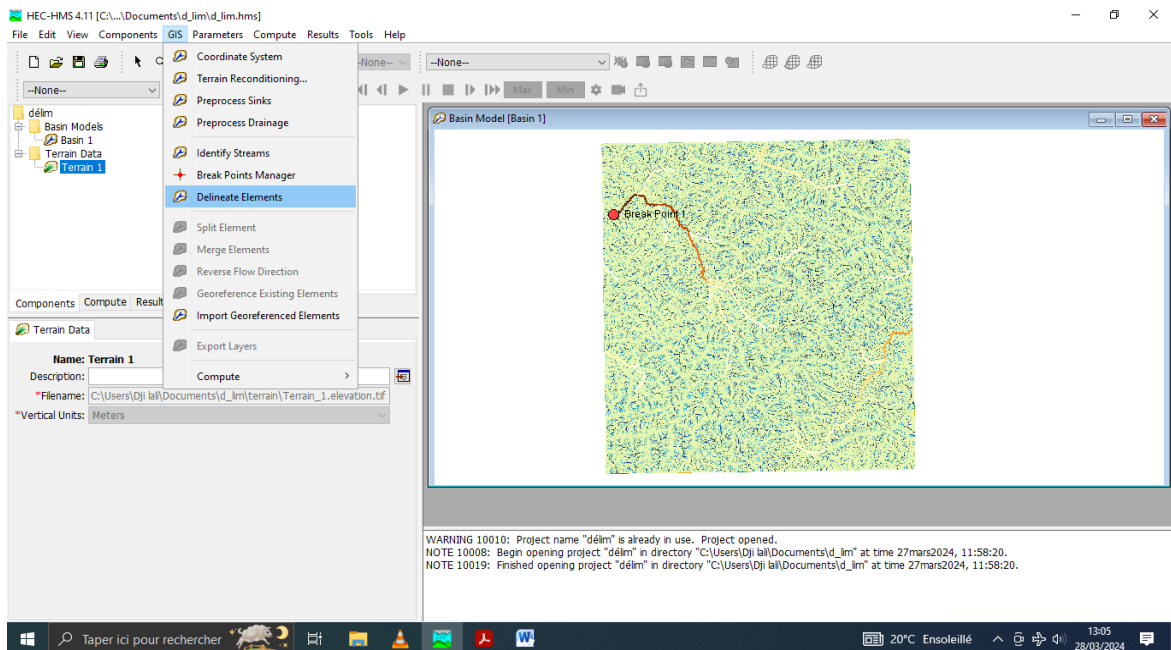 HEC-HMS 4.11 [C:\...\Documents\d_lim\d_lim.hms]
File Edit View Components GIS Parameters Compute Results Tools Help
-None-
--None--
--None--
Max Min
Coordinate System
Terrain Reconditioning...
Preprocess Sinks
Preprocess Drainage
Identify Streams
Break Points Manager
Delineate Elements
Split Element
Merge Elements
Reverse Flow Direction
Georeference Existing Elements
Import Georeferenced Elements
Export Layers
Compute
délim
Basin Models
Basin 1
Terrain Data
Terrain 1
Components Compute Result
Terrain Data
Name: Terrain 1
Description:
*Filename: C:\Users\Dji lali\Documents\d_lim\terrain\Terrain_1.elevation.tif
*Vertical Units: Meters
Basin Model [Basin 1]
Break Point 1
WARNING 10010: Project name "délim" is already in use. Project opened.
NOTE 10008: Begin opening project "délim" in directory "C:\Users\Dji lali\Documents\d_lim" at time 27mars2024, 11:58:20.
NOTE 10019: Finished opening project "délim" in directory "C:\Users\Dji lali\Documents\d_lim" at time 27mars2024, 11:58:20.
Taper ici pour rechercher
20°C Ensoleillé
13:05
28/03/2024